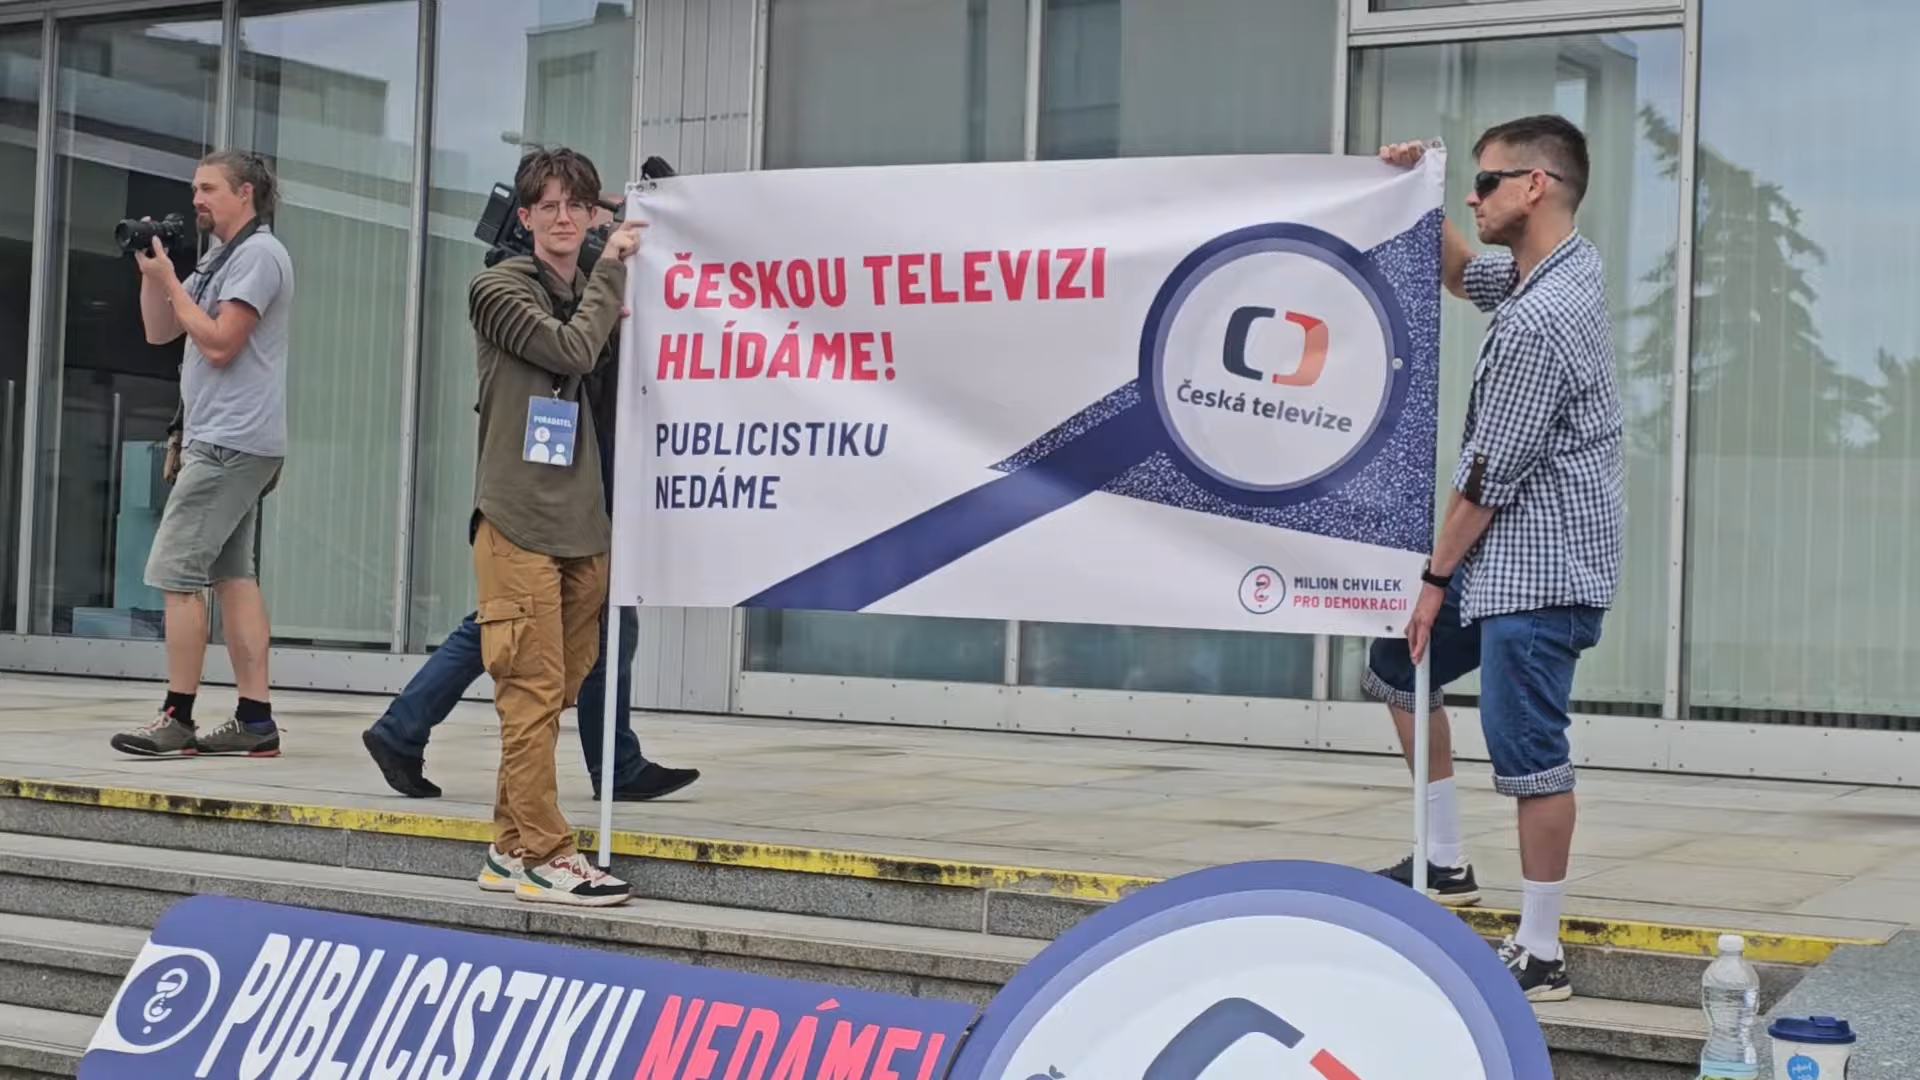 ČESKOU TELEVIZI
HLÍDÁME!
PUBLICISTIKU
NEDÁME
Česká televize
MILION CHVILEK
PRO DEMOKRACII
POŘADATEL
PUBLICISTIKU NEDÁME!